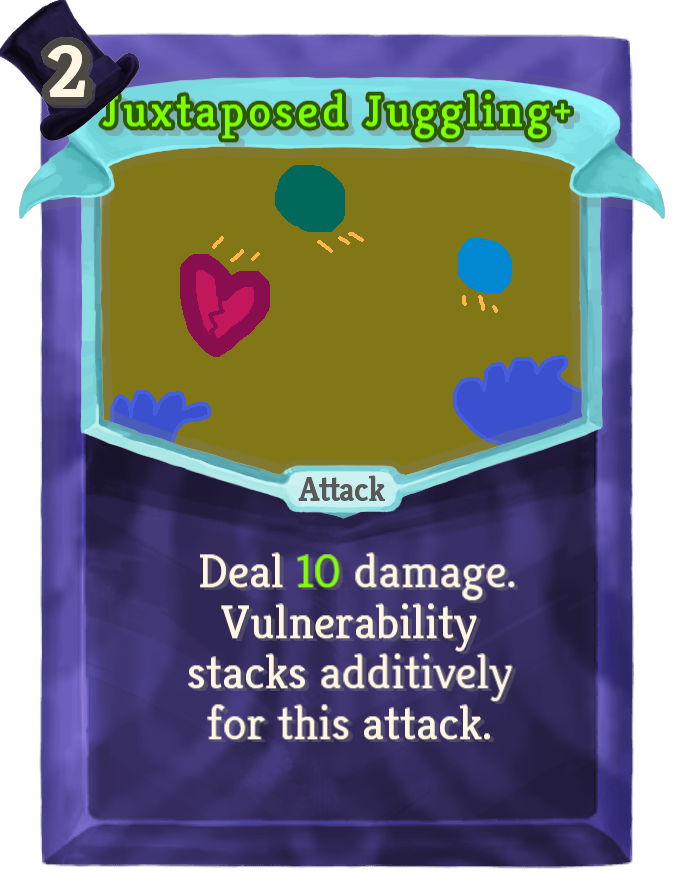 2
Juxtaposed Juggling+
Attack
Deal 10 damage.
Vulnerability
stacks additively
for this attack.